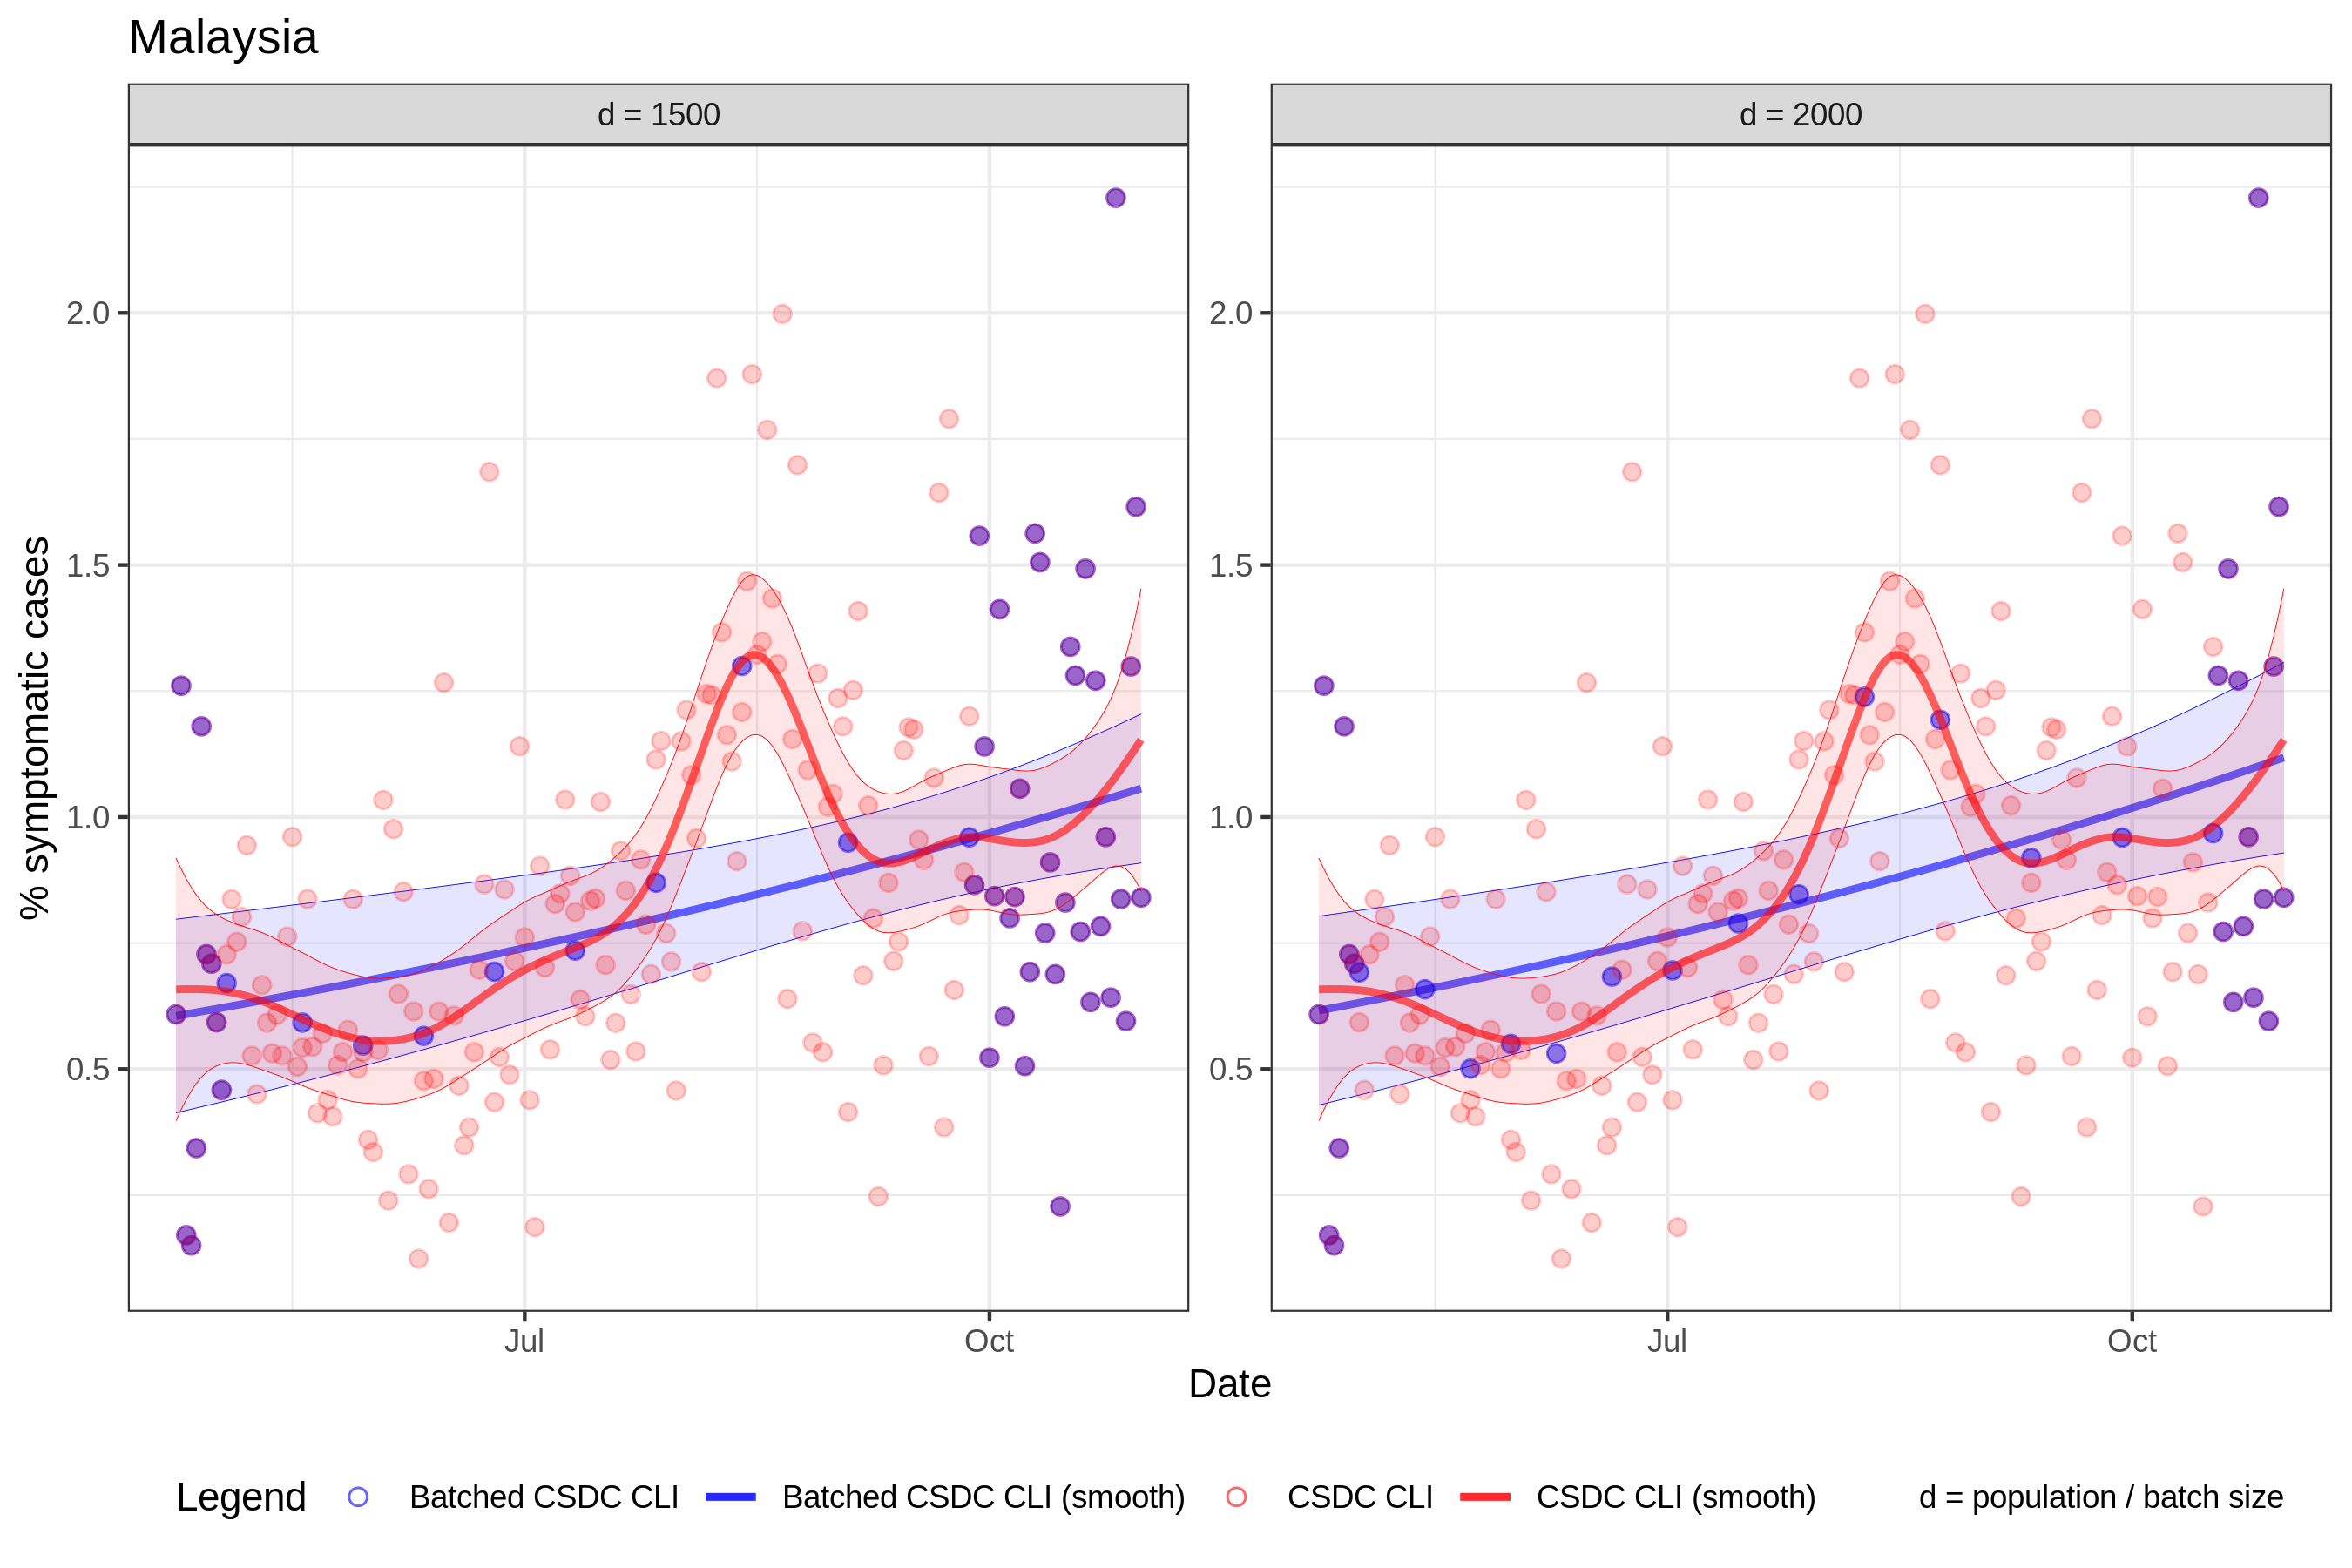 Malaysia
d = 1500
d = 2000
% symptomatic cases
2.0
1.5
1.0
0.5
2.0
1.5
1.0
0.5
Jul
Oct
Jul
Oct
Date
Legend
Batched CSDC CLI
Batched CSDC CLI (smooth)
CSDC CLI
CSDC CLI (smooth)
d = population / batch size